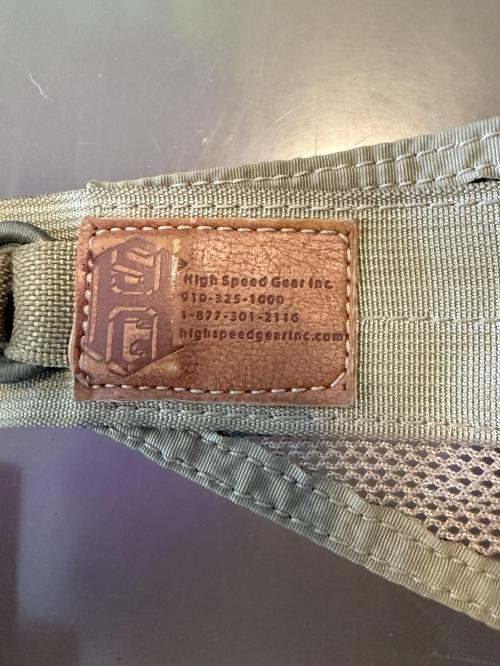 High Speed Gear Inc.
910-325-1000
1-877-301-2116
highspeedgearinc.com